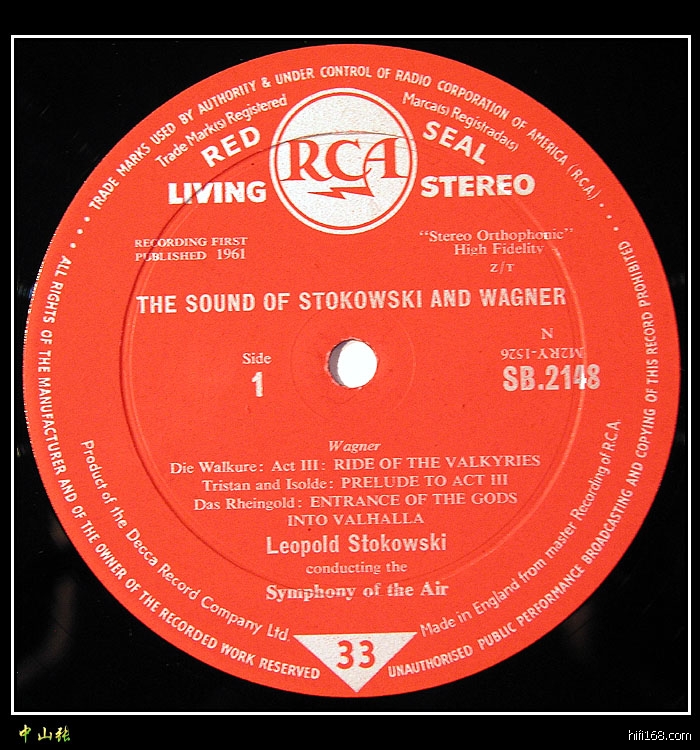 TRADE MARKS USED BY AUTHORITY & UNDER CONTROL OF RADIO CORPORATION OF AMERICA (R.C.A.)
Trade Mark(s) Registered
Marca(s) Registrada(s)
RED SEAL
RCA
LIVING STEREO
RECORDING FIRST
PUBLISHED 1961
"Stereo Orthophonic"
High Fidelity
Z/T
THE SOUND OF STOKOWSKI AND WAGNER
Side
1
N
M2RY-1526
SB.2148
Wagner
Die Walkure: Act III: RIDE OF THE VALKYRIES
Tristan and Isolde: PRELUDE TO ACT III
Das Rheingold: ENTRANCE OF THE GODS
INTO VALHALLA
Leopold Stokowski
conducting the
Symphony of the Air
Product of the Decca Record Company Ltd.
Made in England from master Recording of R.C.A.
33
ALL RIGHTS OF THE MANUFACTURER AND OF THE OWNER OF THE RECORDED WORK RESERVED
UNAUTHORISED PUBLIC PERFORMANCE BROADCASTING AND COPYING OF THIS RECORD PROHIBITED
中山张
hifi168.com